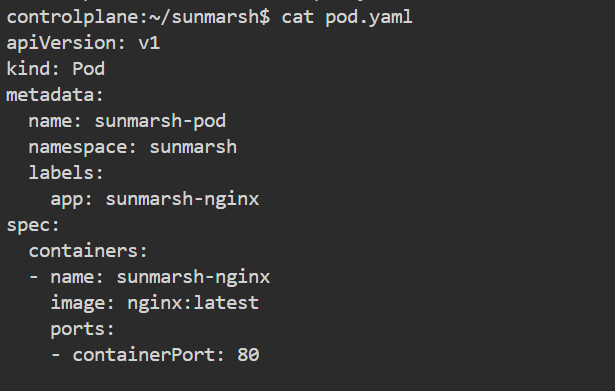 controlplane:~/sunmarsh$ cat pod.yaml
apiVersion: v1
kind: Pod
metadata:
  name: sunmarsh-pod
  namespace: sunmarsh
  labels:
    app: sunmarsh-nginx
spec:
  containers:
  - name: sunmarsh-nginx
    image: nginx:latest
    ports:
    - containerPort: 80